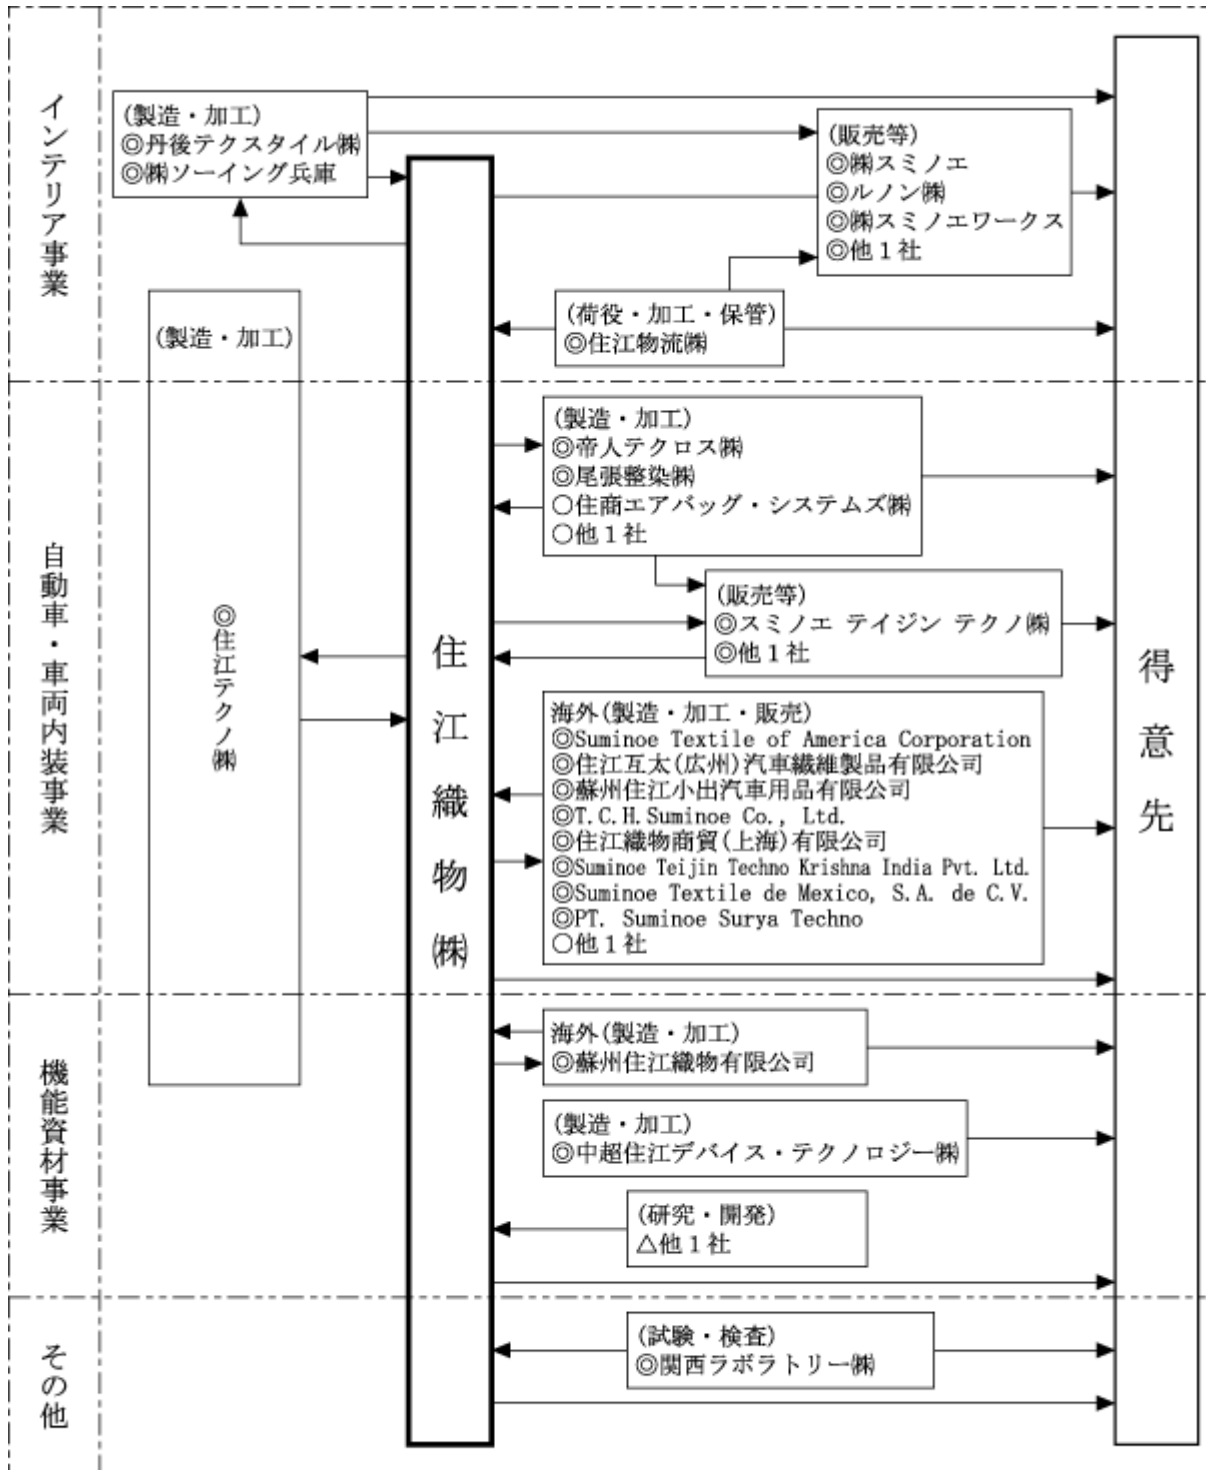 インテリア事業
(製造・加工)
◎丹後テクスタイル㈱
◎㈱ソーイング兵庫
(販売等)
◎㈱スミノエ
◎ルノン㈱
◎㈱スミノエワークス
◎他1社
(荷役・加工・保管)
◎住江物流㈱
(製造・加工)
◎住江テクノ㈱
住江織物㈱
得意先
自動車・車両内装事業
(製造・加工)
◎帝人テクロス㈱
◎尾張整染㈱
○住商エアバッグ・システムズ㈱
○他1社
(販売等)
◎スミノエ テイジン テクノ㈱
◎他1社
海外(製造・加工・販売)
◎Suminoe Textile of America Corporation
◎住江互太(広州)汽車繊維製品有限公司
◎蘇州住江小出汽車用品有限公司
◎T.C.H.Suminoe Co., Ltd.
◎住江織物商貿(上海)有限公司
◎Suminoe Teijin Techno Krishna India Pvt. Ltd.
◎Suminoe Textile de Mexico, S.A. de C.V.
◎PT. Suminoe Surya Techno
○他1社
機能資材事業
海外(製造・加工)
◎蘇州住江織物有限公司
(製造・加工)
◎中超住江デバイス・テクノロジー㈱
(研究・開発)
△他1社
その他
(試験・検査)
◎関西ラボラトリー㈱